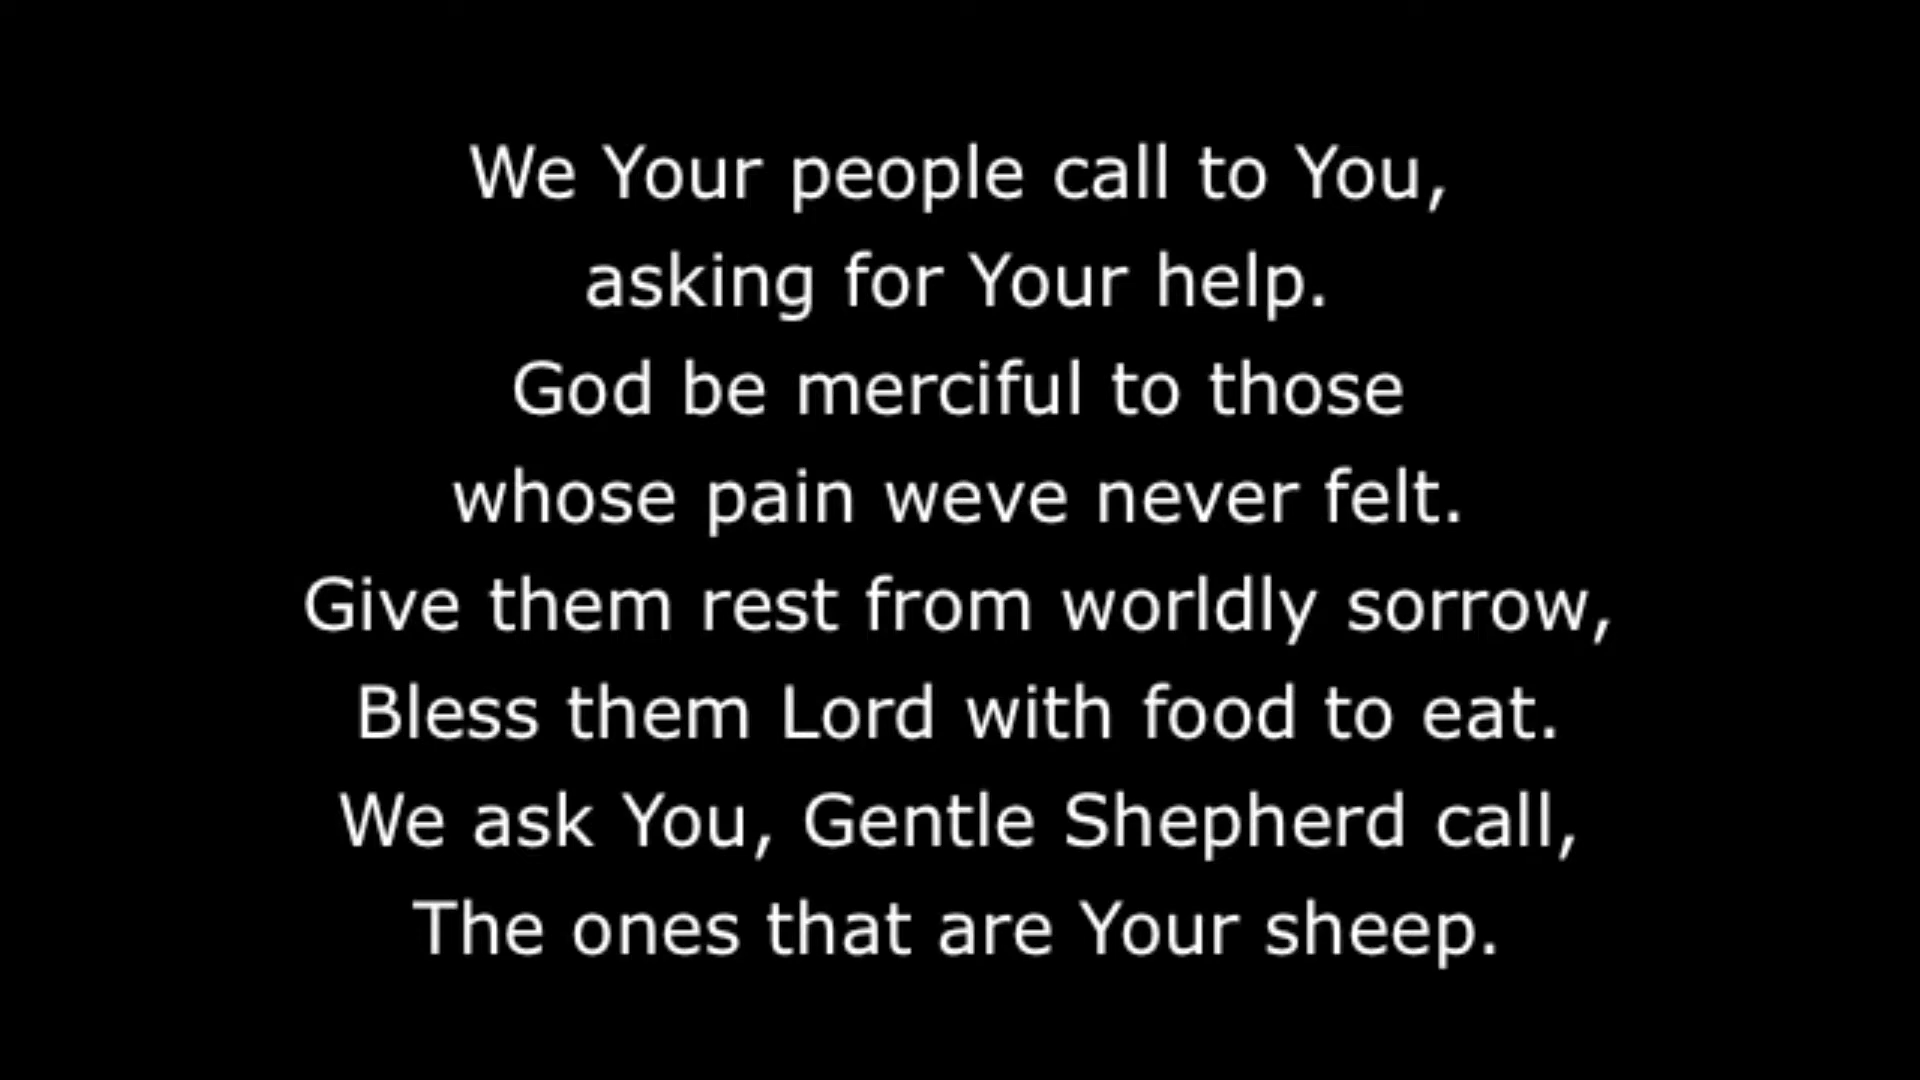 We Your people call to You,
asking for Your help.
God be merciful to those
whose pain weve never felt.
Give them rest from worldly sorrow,
Bless them Lord with food to eat.
We ask You, Gentle Shepherd call,
The ones that are Your sheep.